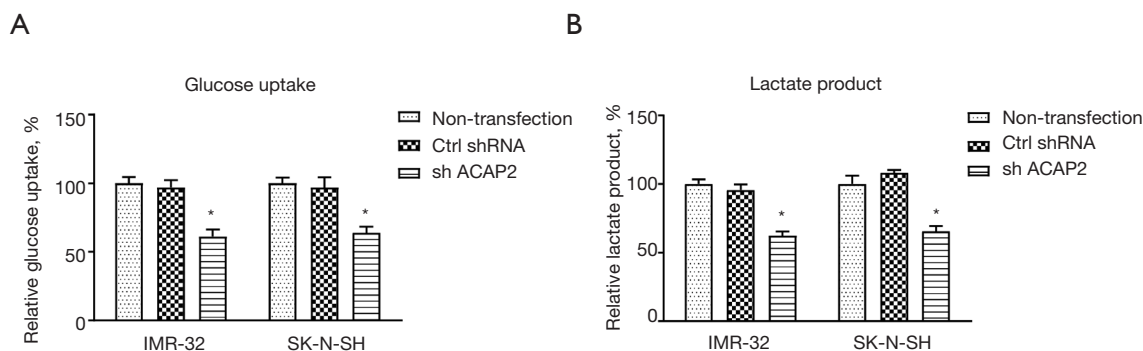 A
Glucose uptake
Relative glucose uptake, %
150
100
50
0
*
*
IMR-32
SK-N-SH
Non-transfection
Ctrl shRNA
sh ACAP2
B
Lactate product
Relative lactate product, %
150
100
50
0
*
*
IMR-32
SK-N-SH
Non-transfection
Ctrl shRNA
sh ACAP2